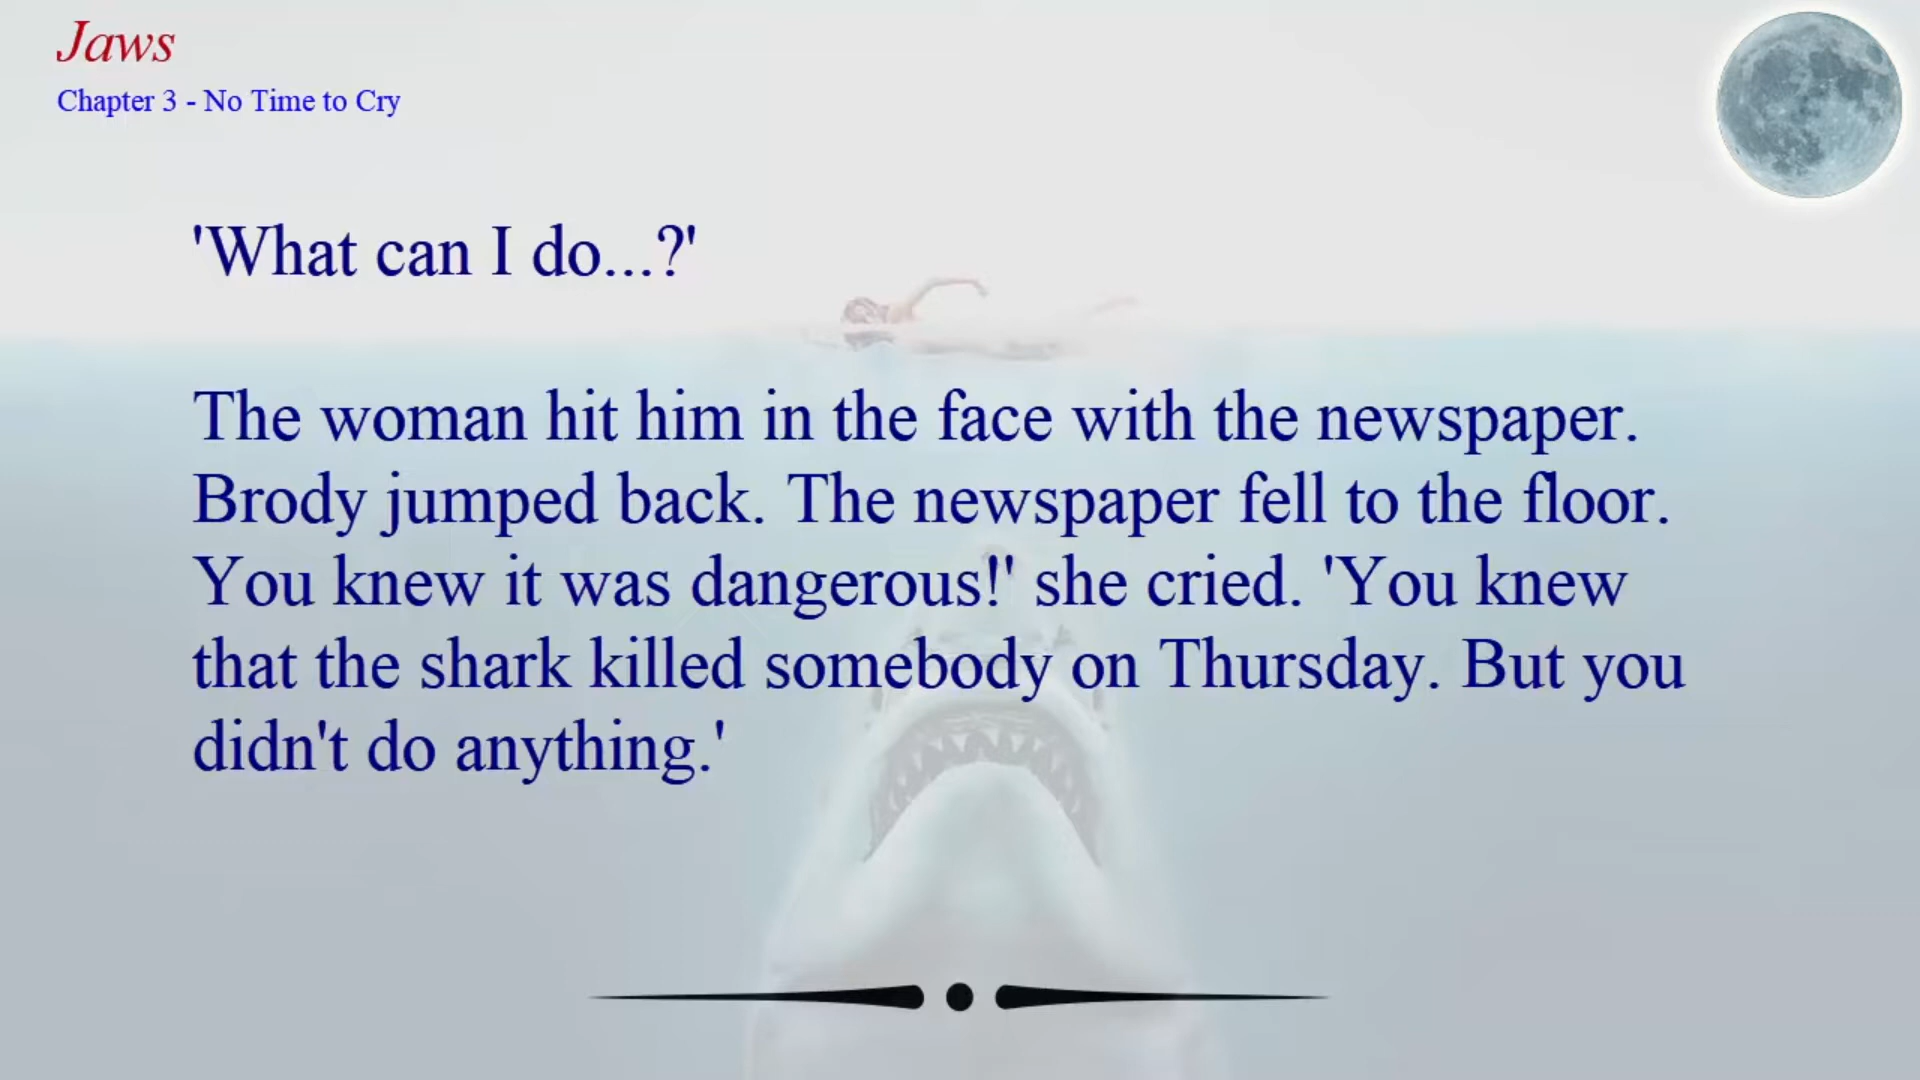 Jaws
Chapter 3 - No Time to Cry
'What can I do...?'
The woman hit him in the face with the newspaper.
Brody jumped back. The newspaper fell to the floor.
You knew it was dangerous!' she cried. 'You knew
that the shark killed somebody on Thursday. But you
didn't do anything.'